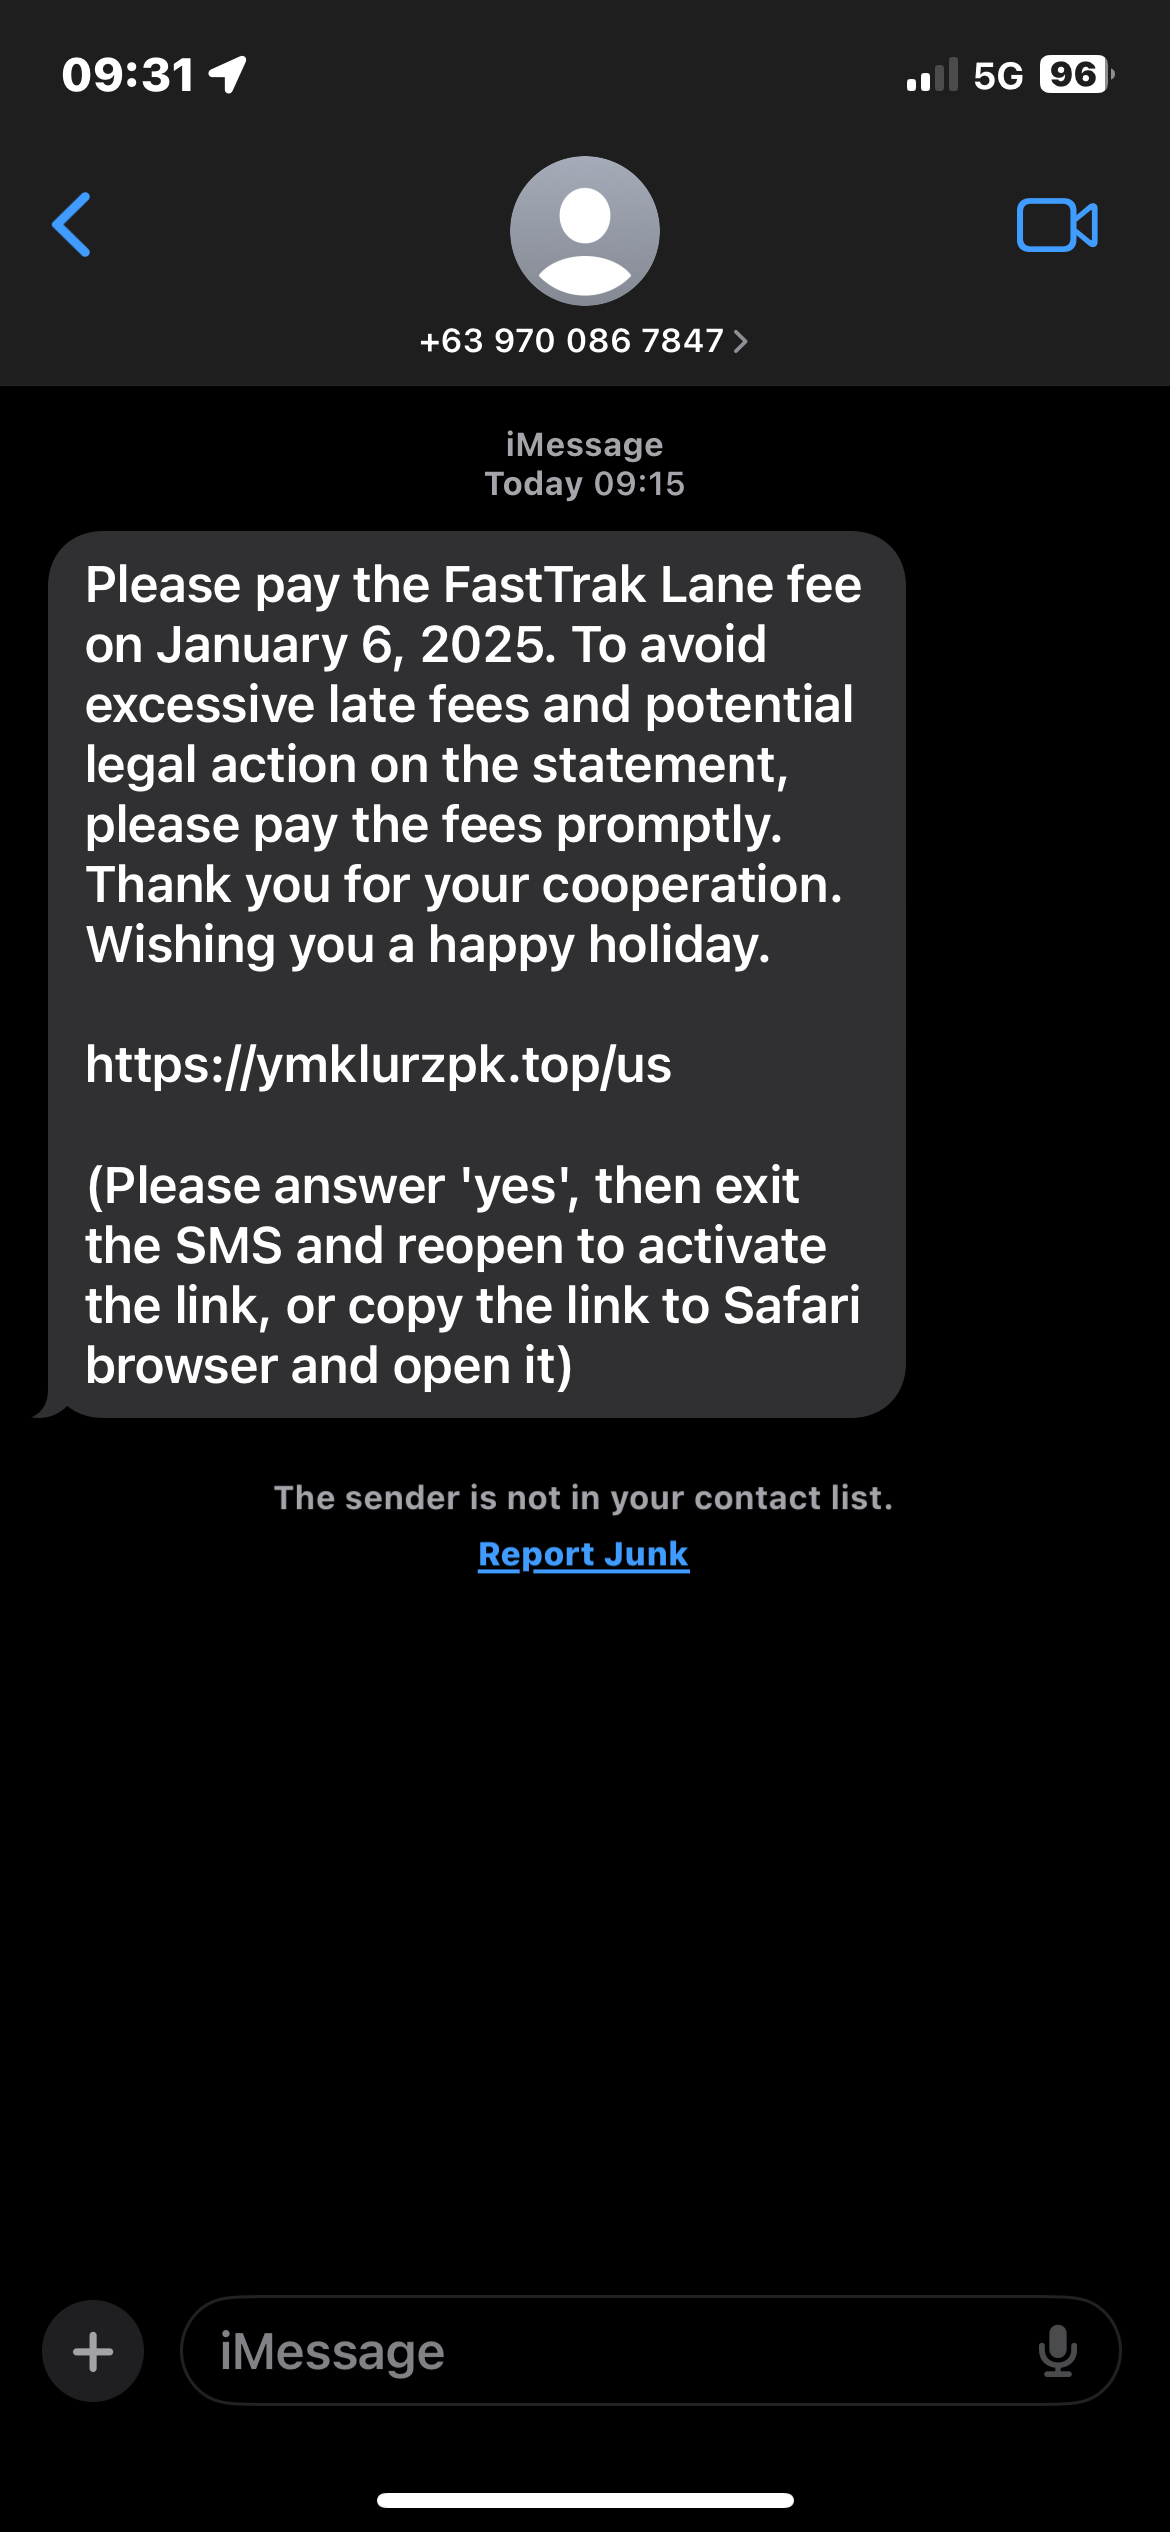 09:31
5G 96
+63 970 086 7847
iMessage
Today 09:15
Please pay the FastTrak Lane fee
on January 6, 2025. To avoid
excessive late fees and potential
legal action on the statement,
please pay the fees promptly.
Thank you for your cooperation.
Wishing you a happy holiday.
https://ymklurzpk.top/us
(Please answer 'yes', then exit
the SMS and reopen to activate
the link, or copy the link to Safari
browser and open it)
The sender is not in your contact list.
Report Junk
iMessage